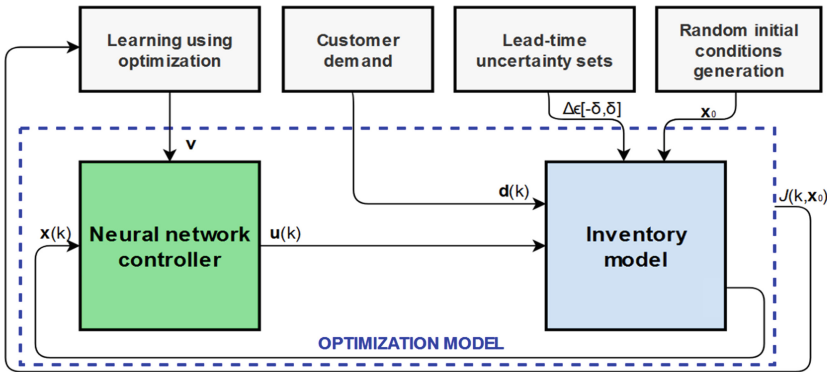 Learning using
optimization
Customer
demand
Lead-time
uncertainty sets
Random initial
conditions
generation
Δϵ[-δ,δ]
x₀
v
d(k)
J(k,x₀)
x(k)
Neural network
controller
u(k)
Inventory
model
OPTIMIZATION MODEL